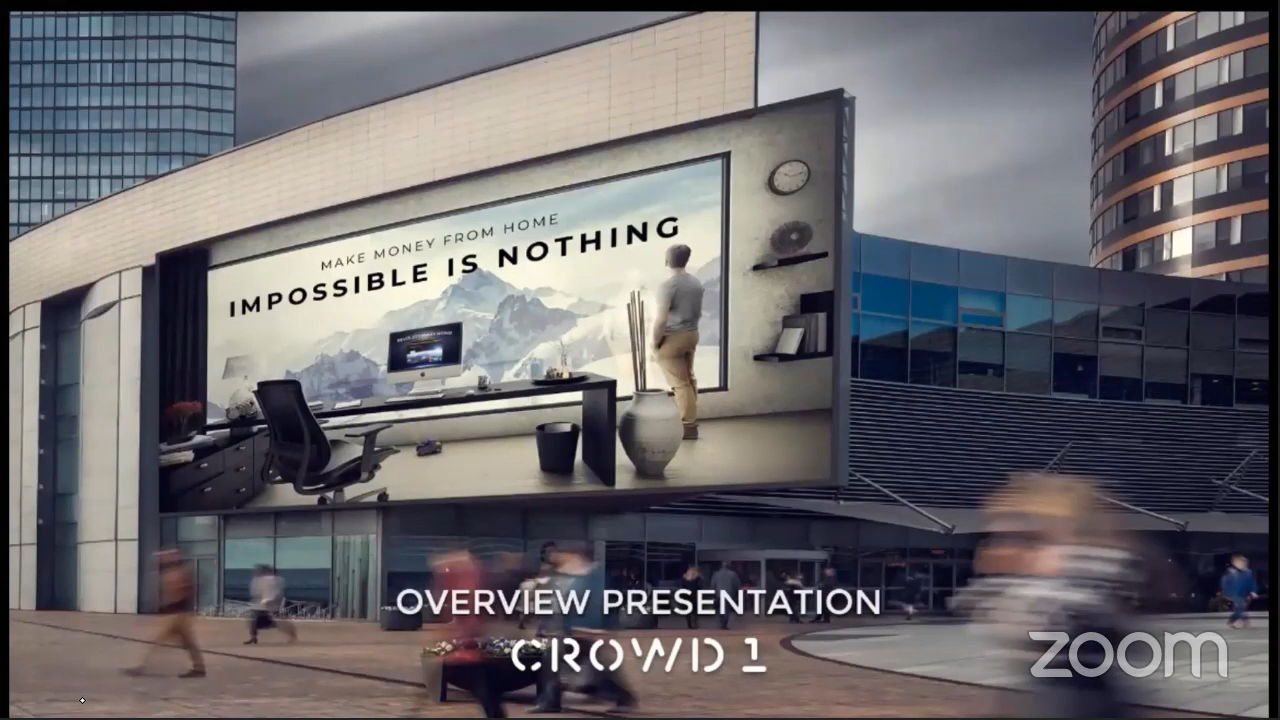 MAKE MONEY FROM HOME
IMPOSSIBLE IS NOTHING
OVERVIEW PRESENTATION
CROWD 1
zoom